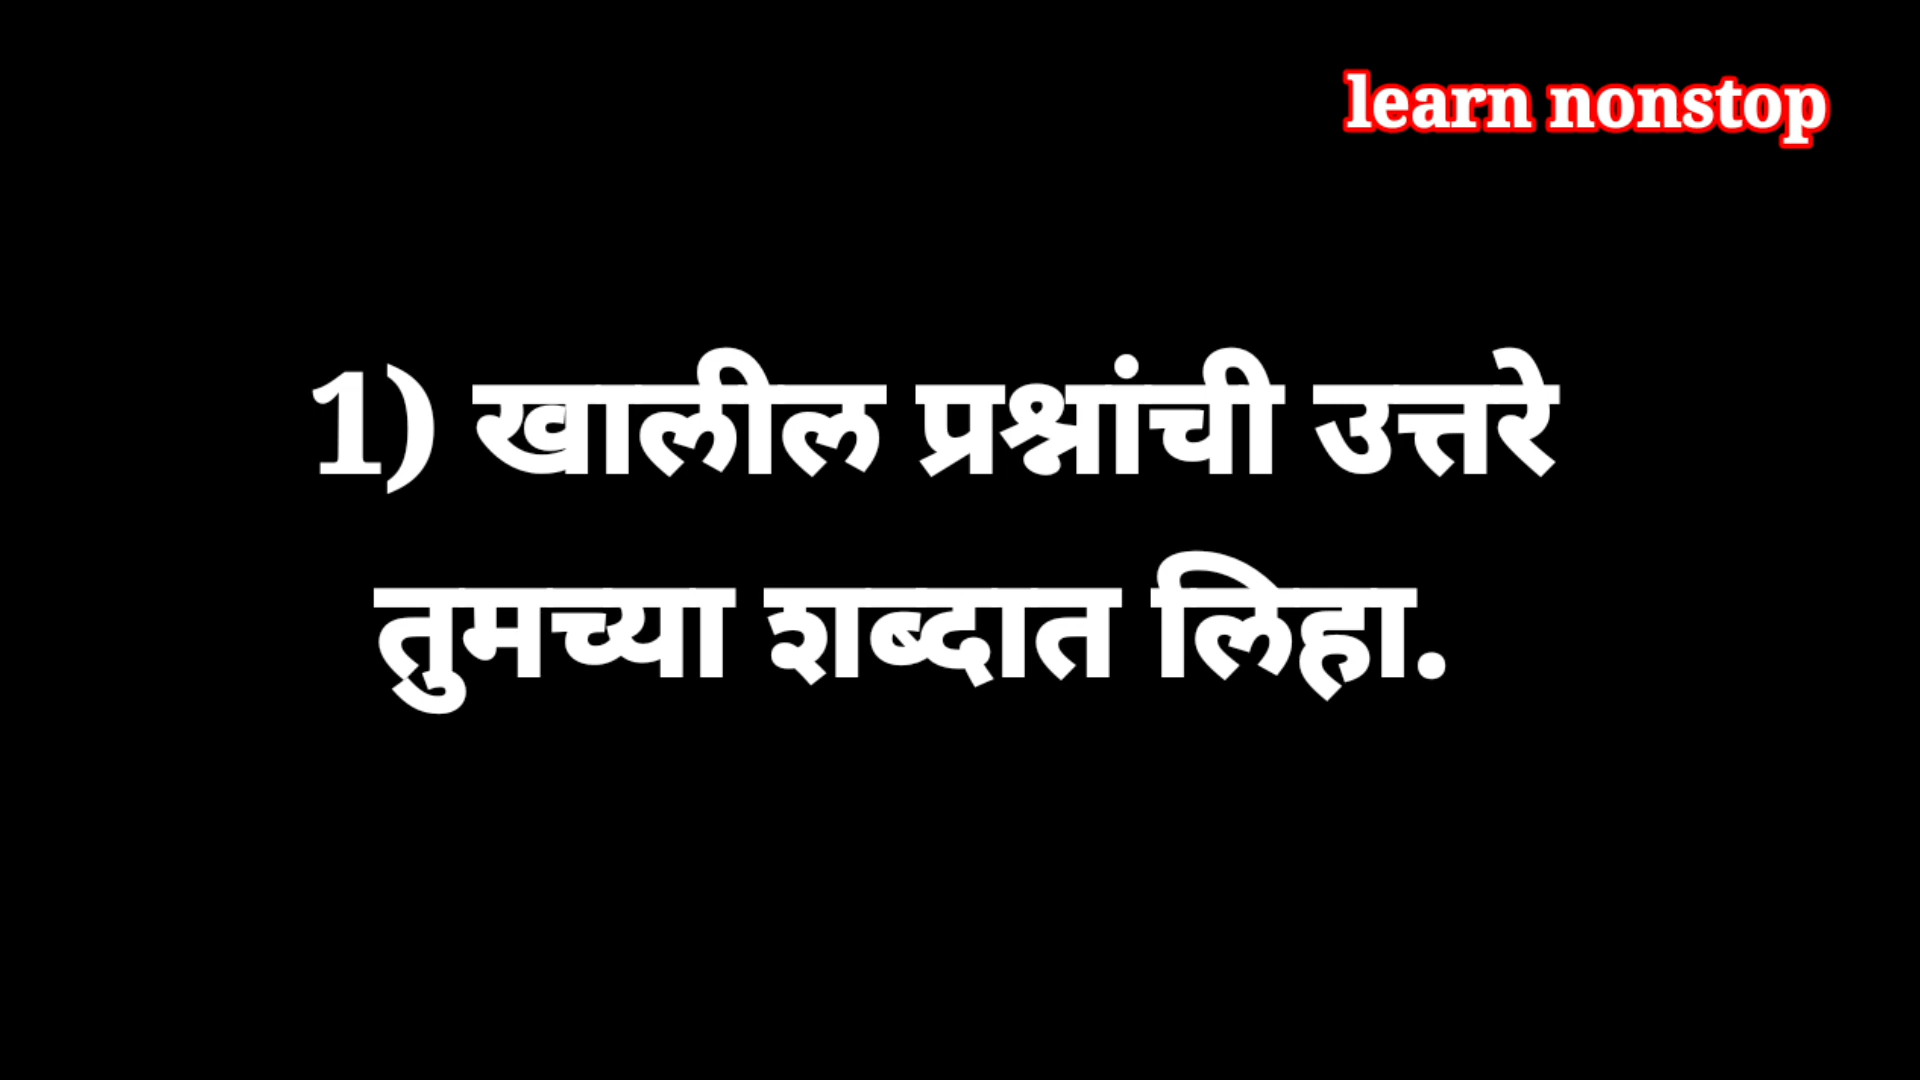 learn nonstop
1) खालील प्रश्नांची उत्तरे
तुमच्या शब्दात लिहा.